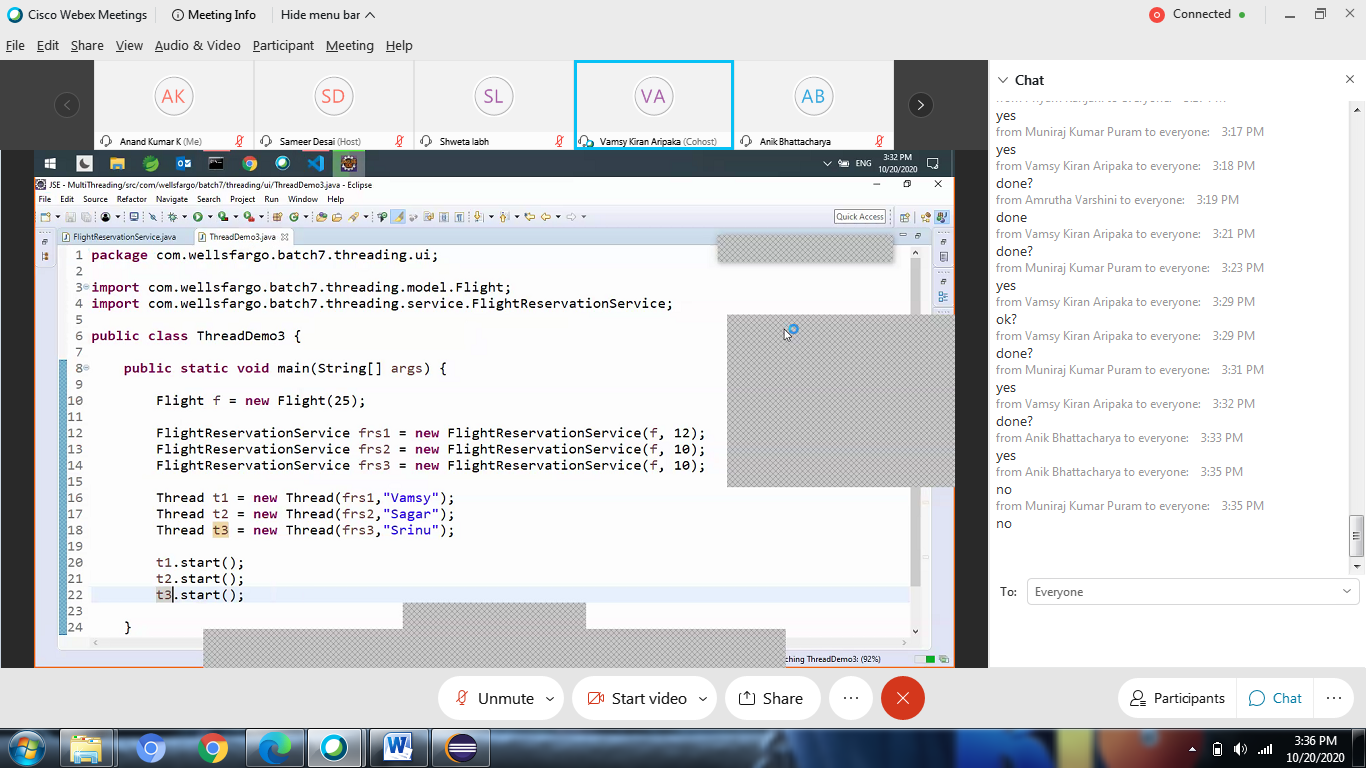 Cisco Webex Meetings
Meeting Info
Hide menu bar
Connected
File Edit Share View Audio & Video Participant Meeting Help
AK
SD
SL
VA
AB
Anand Kumar K (Me)
Sameer Desai (Host)
Shweta labh
Vamsy Kiran Aripaka (Cohost)
Anik Bhattacharya
ENG
3:32 PM
10/20/2020
JSE - MultiThreading/src/com/wellsfargo/batch7/threading/ui/ThreadDemo3.java - Eclipse
File Edit Source Refactor Navigate Search Project Run Window Help
Quick Access
FlightReservationService.java
ThreadDemo3.java
1 package com.wellsfargo.batch7.threading.ui;
2
3 import com.wellsfargo.batch7.threading.model.Flight;
4 import com.wellsfargo.batch7.threading.service.FlightReservationService;
5
6 public class ThreadDemo3 {
7
8 public static void main(String[] args) {
9
10 Flight f = new Flight(25);
11
12 FlightReservationService frs1 = new FlightReservationService(f, 12);
13 FlightReservationService frs2 = new FlightReservationService(f, 10);
14 FlightReservationService frs3 = new FlightReservationService(f, 10);
15
16 Thread t1 = new Thread(frs1,"Vamsy");
17 Thread t2 = new Thread(frs2,"Sagar");
18 Thread t3 = new Thread(frs3,"Srinu");
19
20 t1.start();
21 t2.start();
22 t3.start();
23
24 }
ThreadDemo3: (92%)
Chat
yes
from Muniraj Kumar Puram to everyone: 3:17 PM
yes
from Vamsy Kiran Aripaka to everyone: 3:18 PM
done?
from Amrutha Varshini to everyone: 3:19 PM
done
from Vamsy Kiran Aripaka to everyone: 3:21 PM
done?
from Muniraj Kumar Puram to everyone: 3:23 PM
yes
from Vamsy Kiran Aripaka to everyone: 3:29 PM
ok?
from Vamsy Kiran Aripaka to everyone: 3:29 PM
done?
from Muniraj Kumar Puram to everyone: 3:31 PM
yes
from Vamsy Kiran Aripaka to everyone: 3:32 PM
done?
from Anik Bhattacharya to everyone: 3:33 PM
yes
from Anik Bhattacharya to everyone: 3:35 PM
no
from Muniraj Kumar Puram to everyone: 3:35 PM
no
To: Everyone
Unmute
Start video
Share
Participants
Chat
3:36 PM
10/20/2020